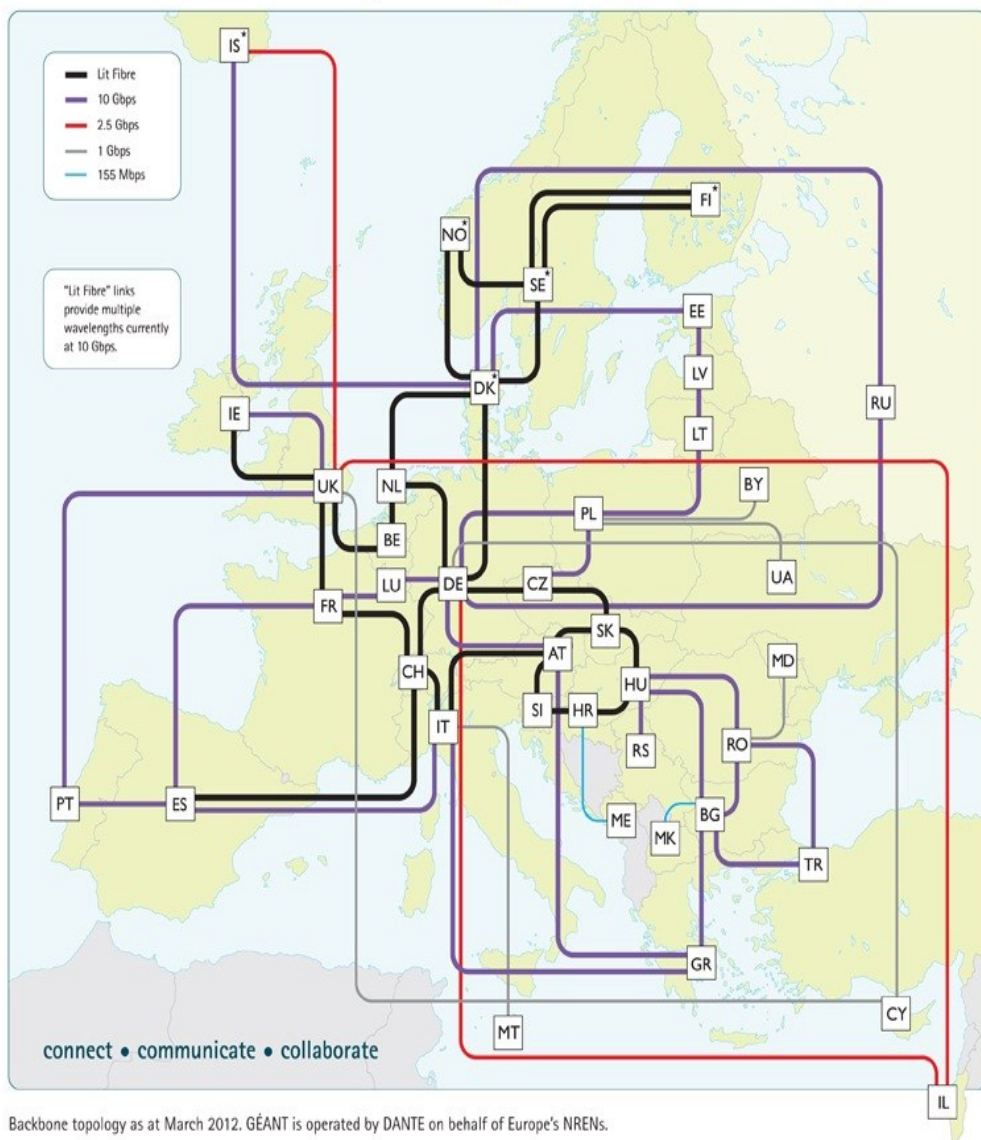 IS*
Lit Fibre
10 Gbps
2.5 Gbps
1 Gbps
155 Mbps
FI*
NO*
SE*
"Lit Fibre" links
provide multiple
wavelengths currently
at 10 Gbps.
EE
LV
DK*
RU
IE
LT
UK
NL
BY
PL
BE
UA
LU
DE
CZ
FR
SK
AT
MD
CH
HU
SI
HR
IT
RS
RO
PT
ES
ME
MK
BG
TR
GR
CY
MT
connect • communicate • collaborate
IL
Backbone topology as at March 2012. GÉANT is operated by DANTE on behalf of Europe's NRENs.